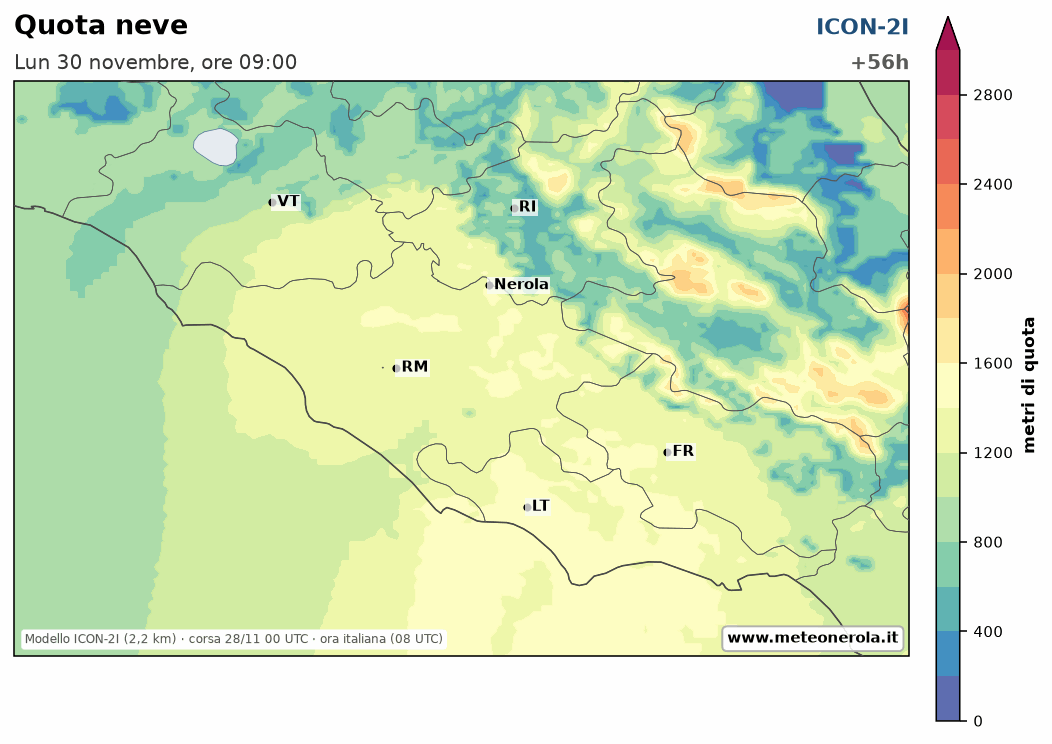 Quota neve
ICON-2I
Lun 30 novembre, ore 09:00
+56h
VT
RI
Nerola
RM
FR
LT
Modello ICON-2I (2,2 km) · corsa 28/11 00 UTC · ora italiana (08 UTC)
www.meteonerola.it
2800
2400
2000
1600
1200
800
400
0
metri di quota